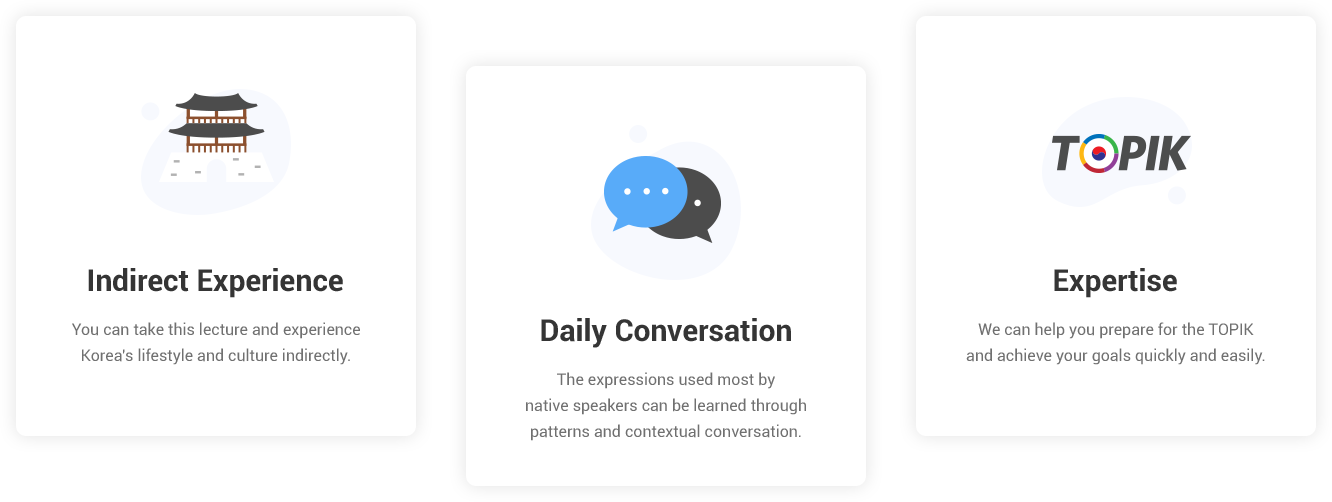 Indirect Experience
You can take this lecture and experience
Korea's lifestyle and culture indirectly.
Daily Conversation
The expressions used most by
native speakers can be learned through
patterns and contextual conversation.
TOPIK
Expertise
We can help you prepare for the TOPIK
and achieve your goals quickly and easily.